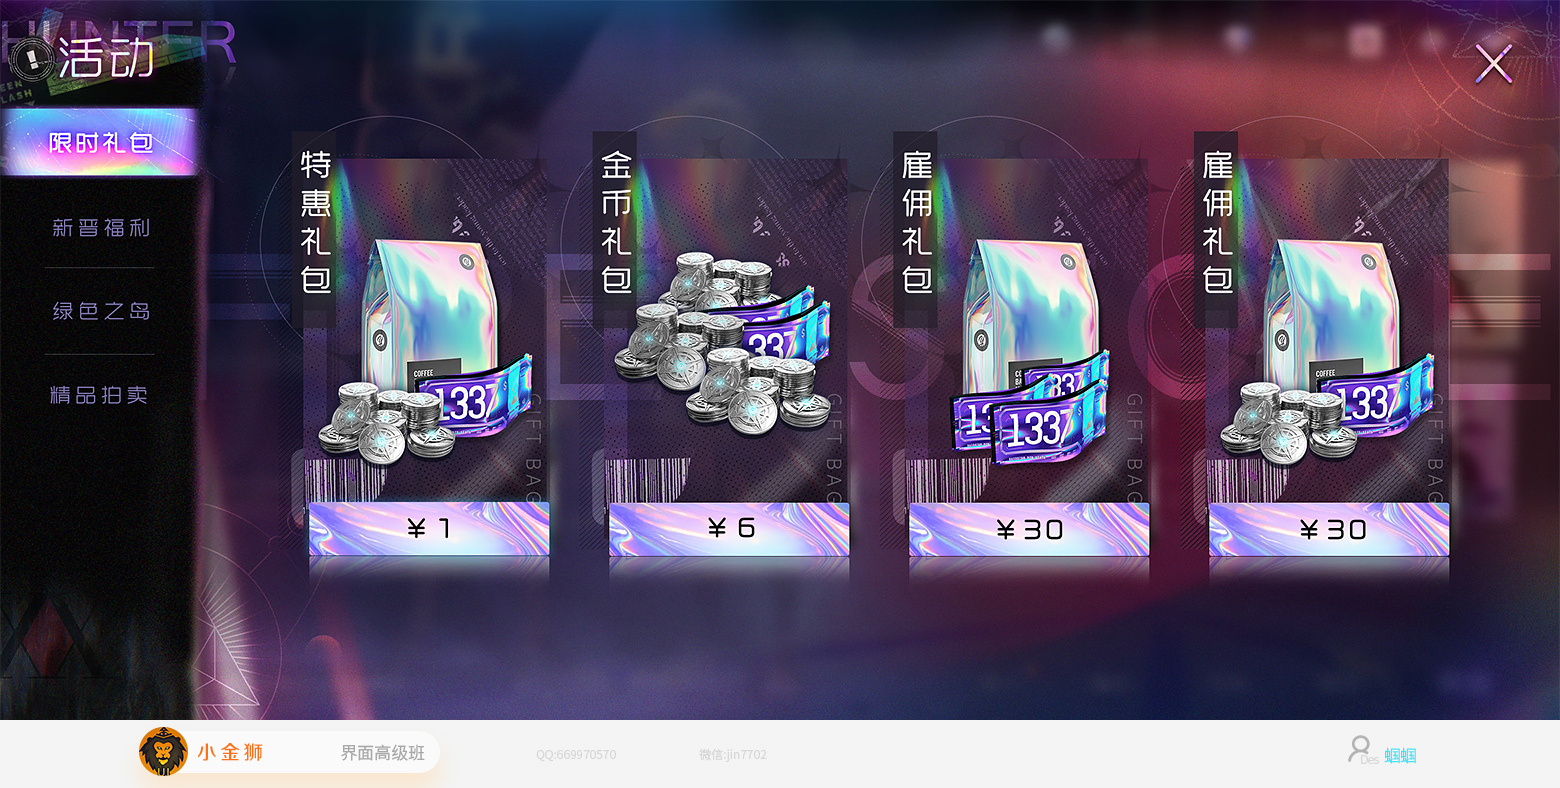 HUNTER
活动
限时礼包
新晋福利
绿色之岛
精品拍卖
特惠礼包
COFFEE
1337
GIFT BAG
¥ 1
金币礼包
GIFT BAG
¥ 6
雇佣礼包
1337
GIFT BAG
¥ 30
雇佣礼包
COFFEE
1337
GIFT BAG
¥ 30
小金狮
界面高级班
QQ:669970570
微信:jin7702
Des
蝈蝈